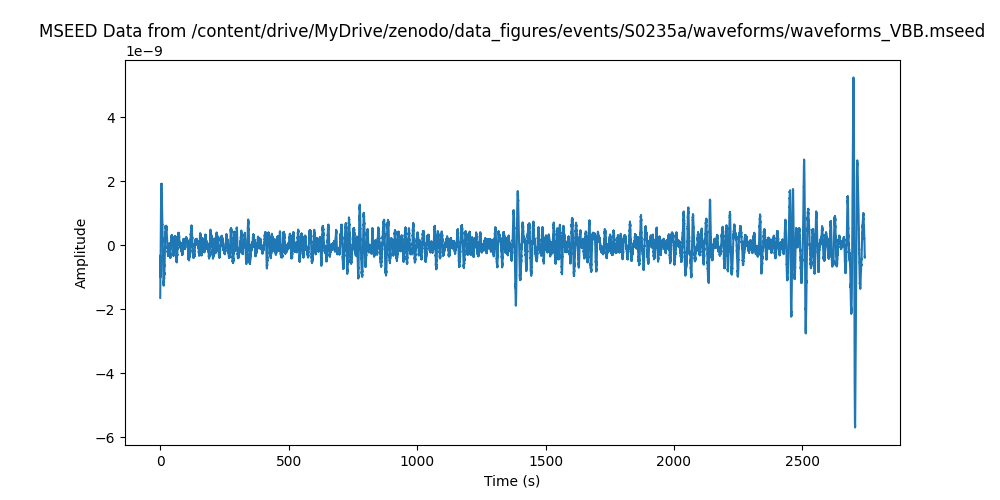 MSEED Data from /content/drive/MyDrive/zenodo/data_figures/events/S0235a/waveforms/waveforms_VBB.mseed
1e−9
4
2
0
−2
−4
−6
Amplitude
0 500 1000 1500 2000 2500
Time (s)